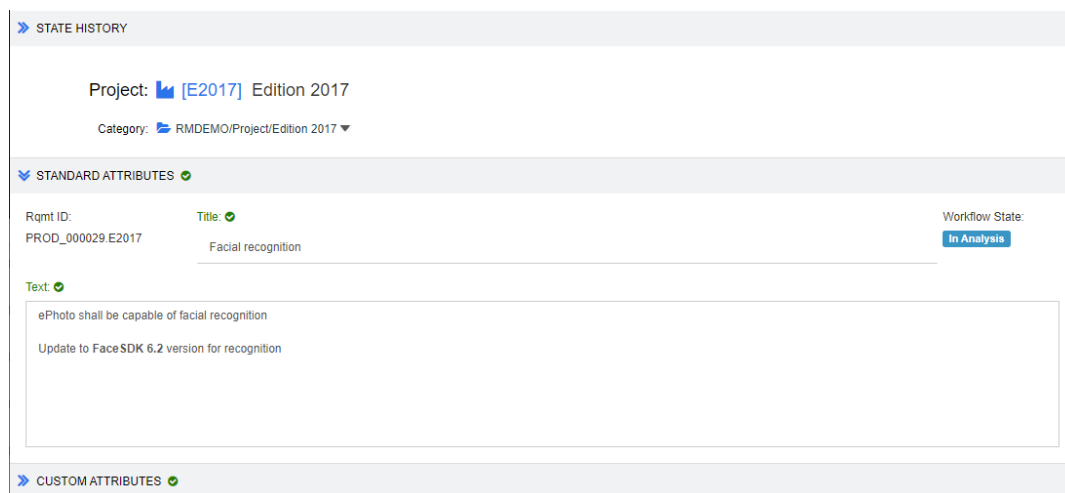 STATE HISTORY
Project: [E2017] Edition 2017
Category: RMDEMO/Project/Edition 2017
STANDARD ATTRIBUTES
Rqmt ID: Title: Workflow State:
PROD_000029.E2017 Facial recognition In Analysis
Text:
ePhoto shall be capable of facial recognition
Update to FaceSDK 6.2 version for recognition
CUSTOM ATTRIBUTES